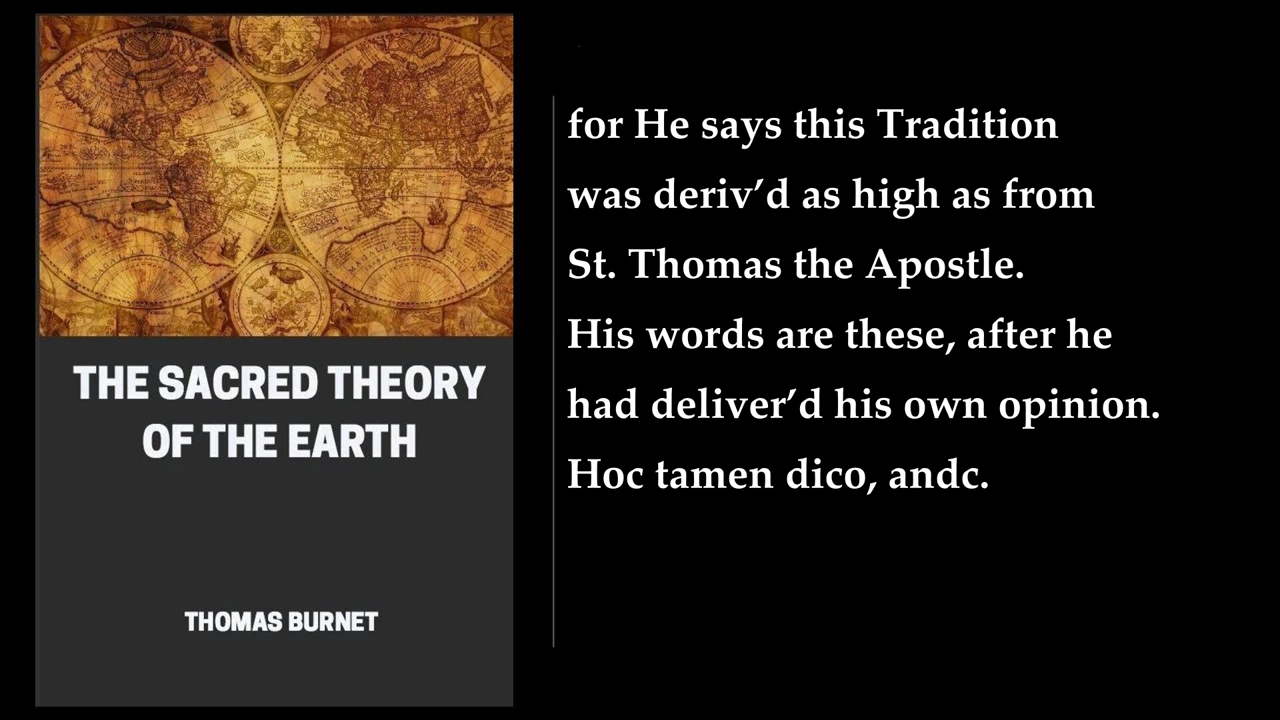 THE SACRED THEORY
OF THE EARTH
THOMAS BURNET
for He says this Tradition
was deriv’d as high as from
St. Thomas the Apostle.
His words are these, after he
had deliver’d his own opinion.
Hoc tamen dico, andc.